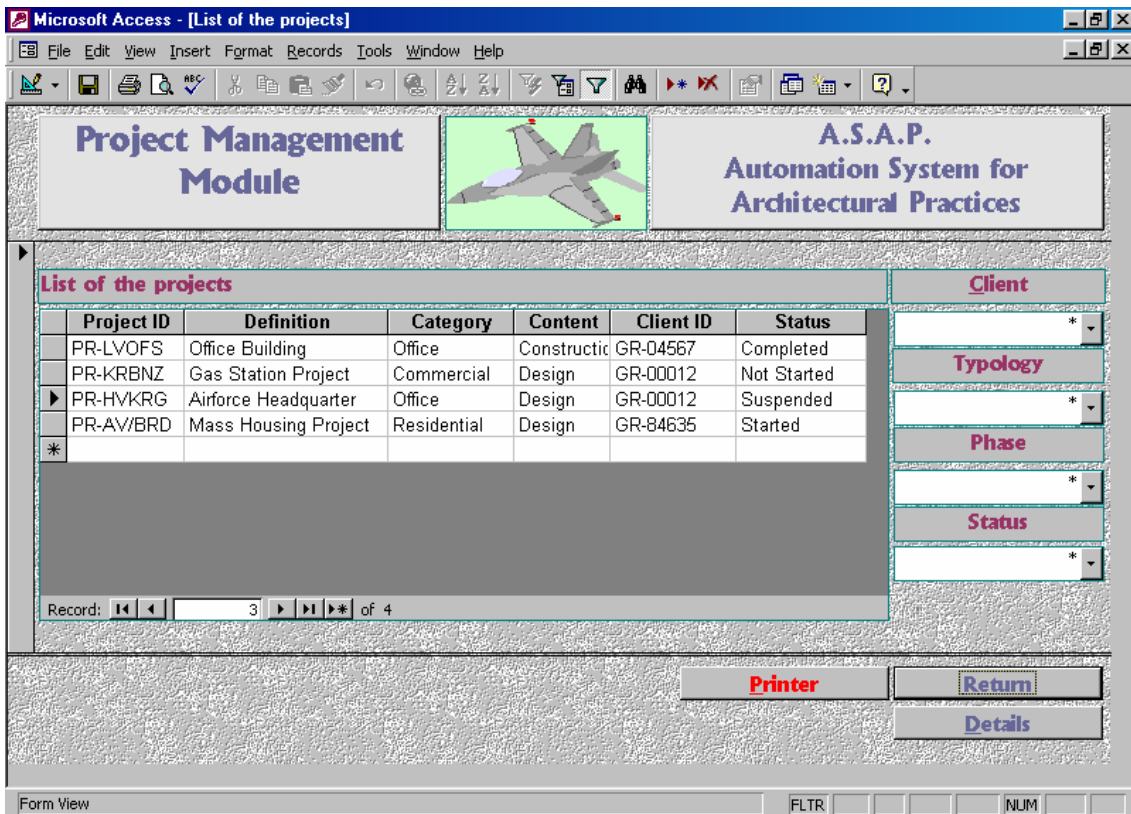 Microsoft Access - [List of the projects]
File Edit View Insert Format Records Tools Window Help
Project Management
Module
A.S.A.P.
Automation System for
Architectural Practices
List of the projects
Project ID Definition Category Content Client ID Status
PR-LVOFS Office Building Office Constructic GR-04567 Completed
PR-KRBNZ Gas Station Project Commercial Design GR-00012 Not Started
PR-HVKRG Airforce Headquarter Office Design GR-00012 Suspended
PR-AV/BRD Mass Housing Project Residential Design GR-84635 Started
Client
*
Typology
*
Phase
*
Status
*
Record: 3 of 4
Printer
Return
Details
Form View FLTR NUM